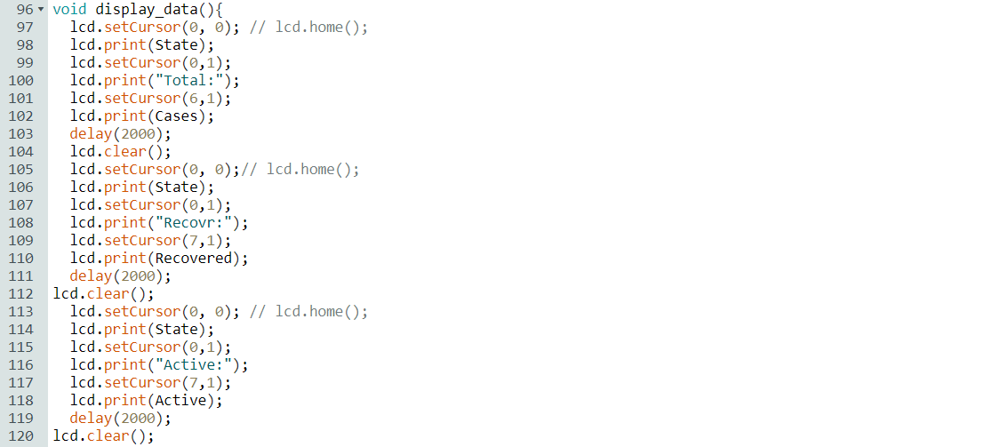 96 void display_data(){
97   lcd.setCursor(0, 0); // lcd.home();
98   lcd.print(State);
99   lcd.setCursor(0,1);
100   lcd.print("Total:");
101   lcd.setCursor(6,1);
102   lcd.print(Cases);
103   delay(2000);
104   lcd.clear();
105   lcd.setCursor(0, 0);// lcd.home();
106   lcd.print(State);
107   lcd.setCursor(0,1);
108   lcd.print("Recovr:");
109   lcd.setCursor(7,1);
110   lcd.print(Recovered);
111   delay(2000);
112 lcd.clear();
113   lcd.setCursor(0, 0); // lcd.home();
114   lcd.print(State);
115   lcd.setCursor(0,1);
116   lcd.print("Active:");
117   lcd.setCursor(7,1);
118   lcd.print(Active);
119   delay(2000);
120 lcd.clear();